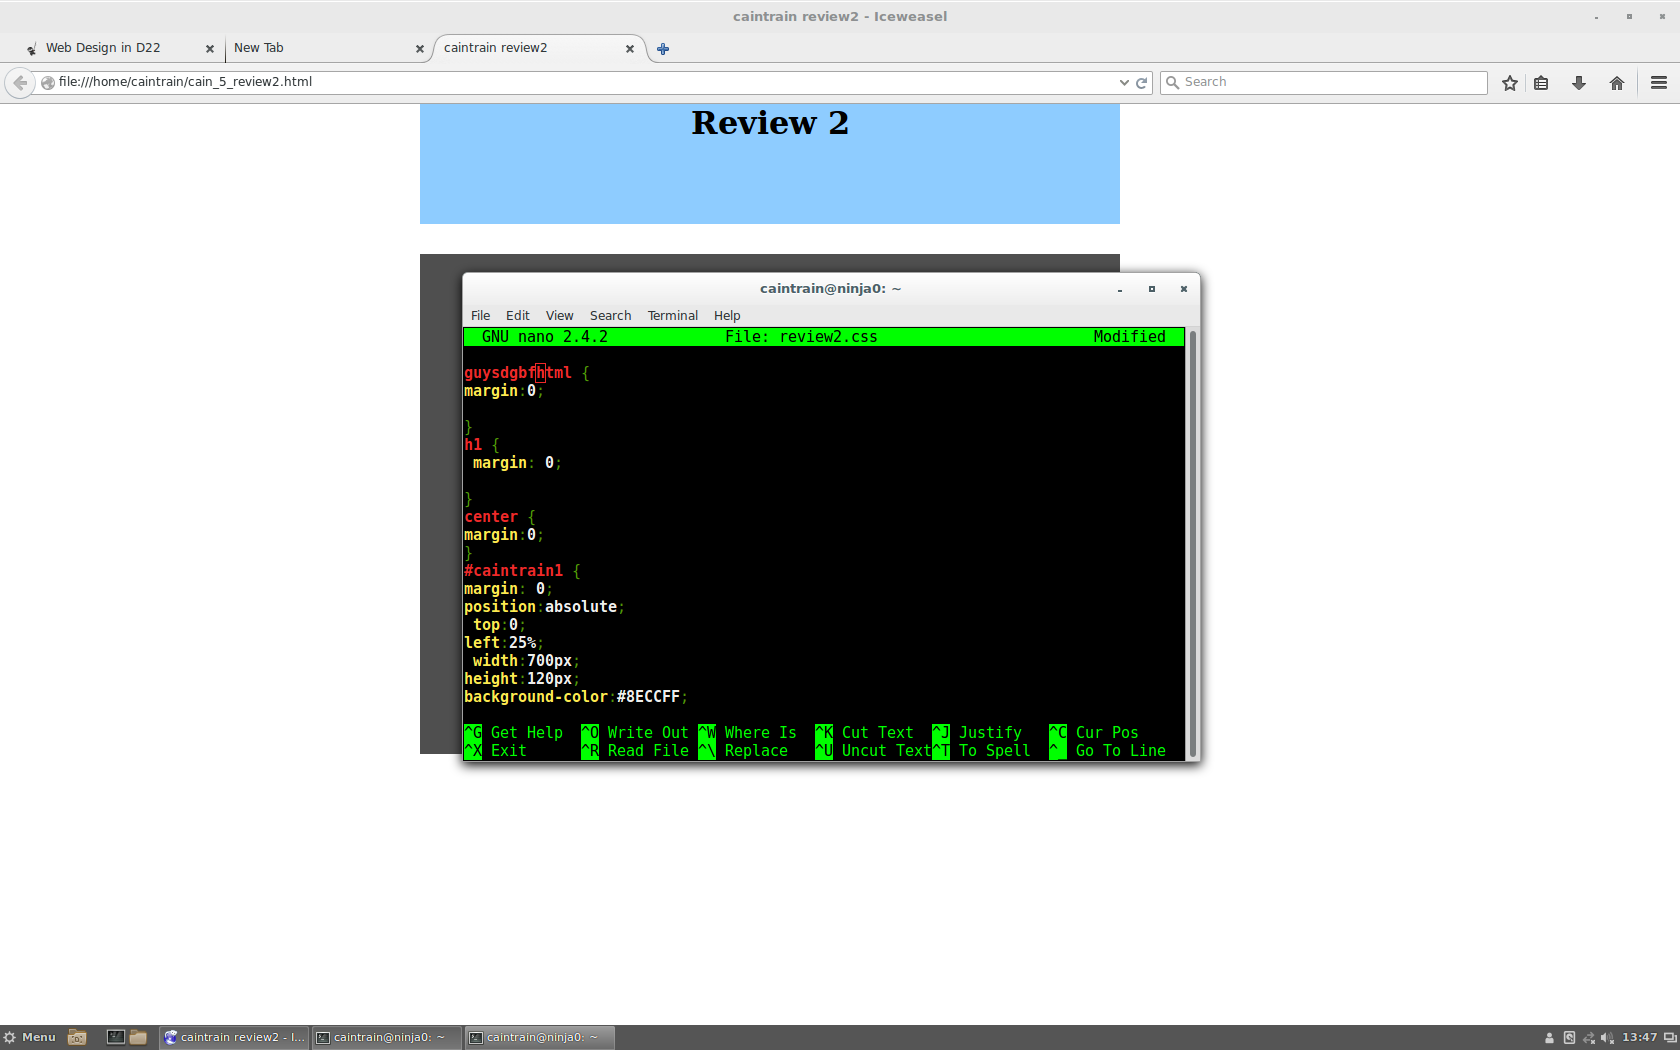 caintrain review2 - Iceweasel
Web Design in D22
New Tab
caintrain review2
file:///home/caintrain/cain_5_review2.html
Search
Review 2
caintrain@ninja0: ~
File Edit View Search Terminal Help
GNU nano 2.4.2 File: review2.css Modified
guysdgbfhtml {
margin:0;
}
h1 {
margin: 0;
}
center {
margin:0;
}
#caintrain1 {
margin: 0;
position:absolute;
top:0;
left:25%;
width:700px;
height:120px;
background-color:#8ECCFF;
^G Get Help ^O Write Out ^W Where Is ^K Cut Text ^J Justify ^C Cur Pos
^X Exit ^R Read File ^\ Replace ^U Uncut Text ^T To Spell ^_ Go To Line
Menu
caintrain review2 - I...
caintrain@ninja0: ~
caintrain@ninja0: ~
13:47